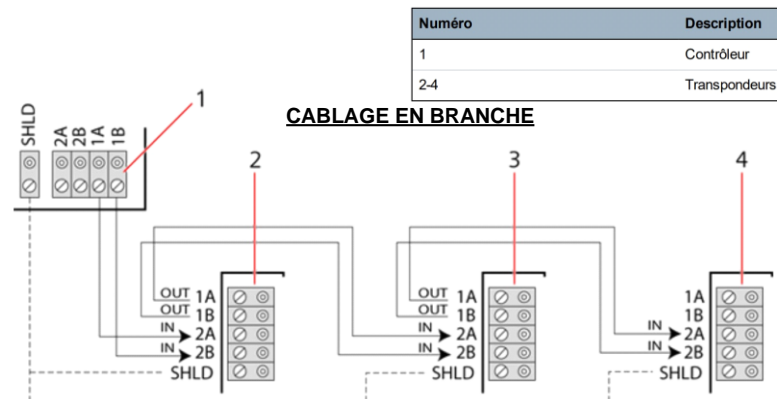 Numéro Description
1 Contrôleur
2-4 Transpondeurs
CABLAGE EN BRANCHE
1
SHLD 2A 2B 1A 1B
2 3 4
OUT 1A OUT 1A 1A
OUT 1B OUT 1B 1B
IN 2A IN 2A IN 2A
IN 2B IN 2B IN 2B
SHLD SHLD SHLD